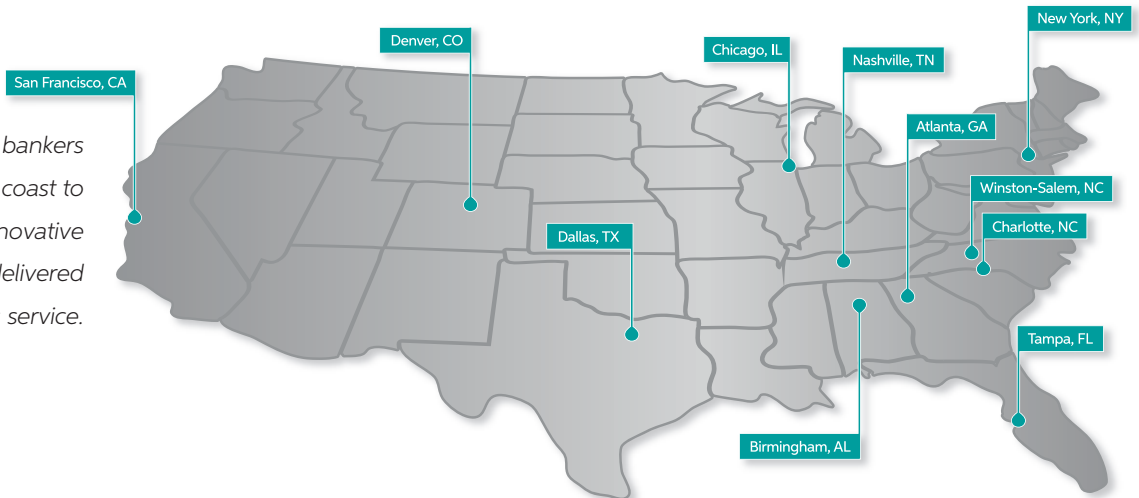 New York, NY
Denver, CO
Chicago, IL
Nashville, TN
San Francisco, CA
Atlanta, GA
bankers
coast to
Winston-Salem, NC
novative
Charlotte, NC
Dallas, TX
elivered
service.
Tampa, FL
Birmingham, AL